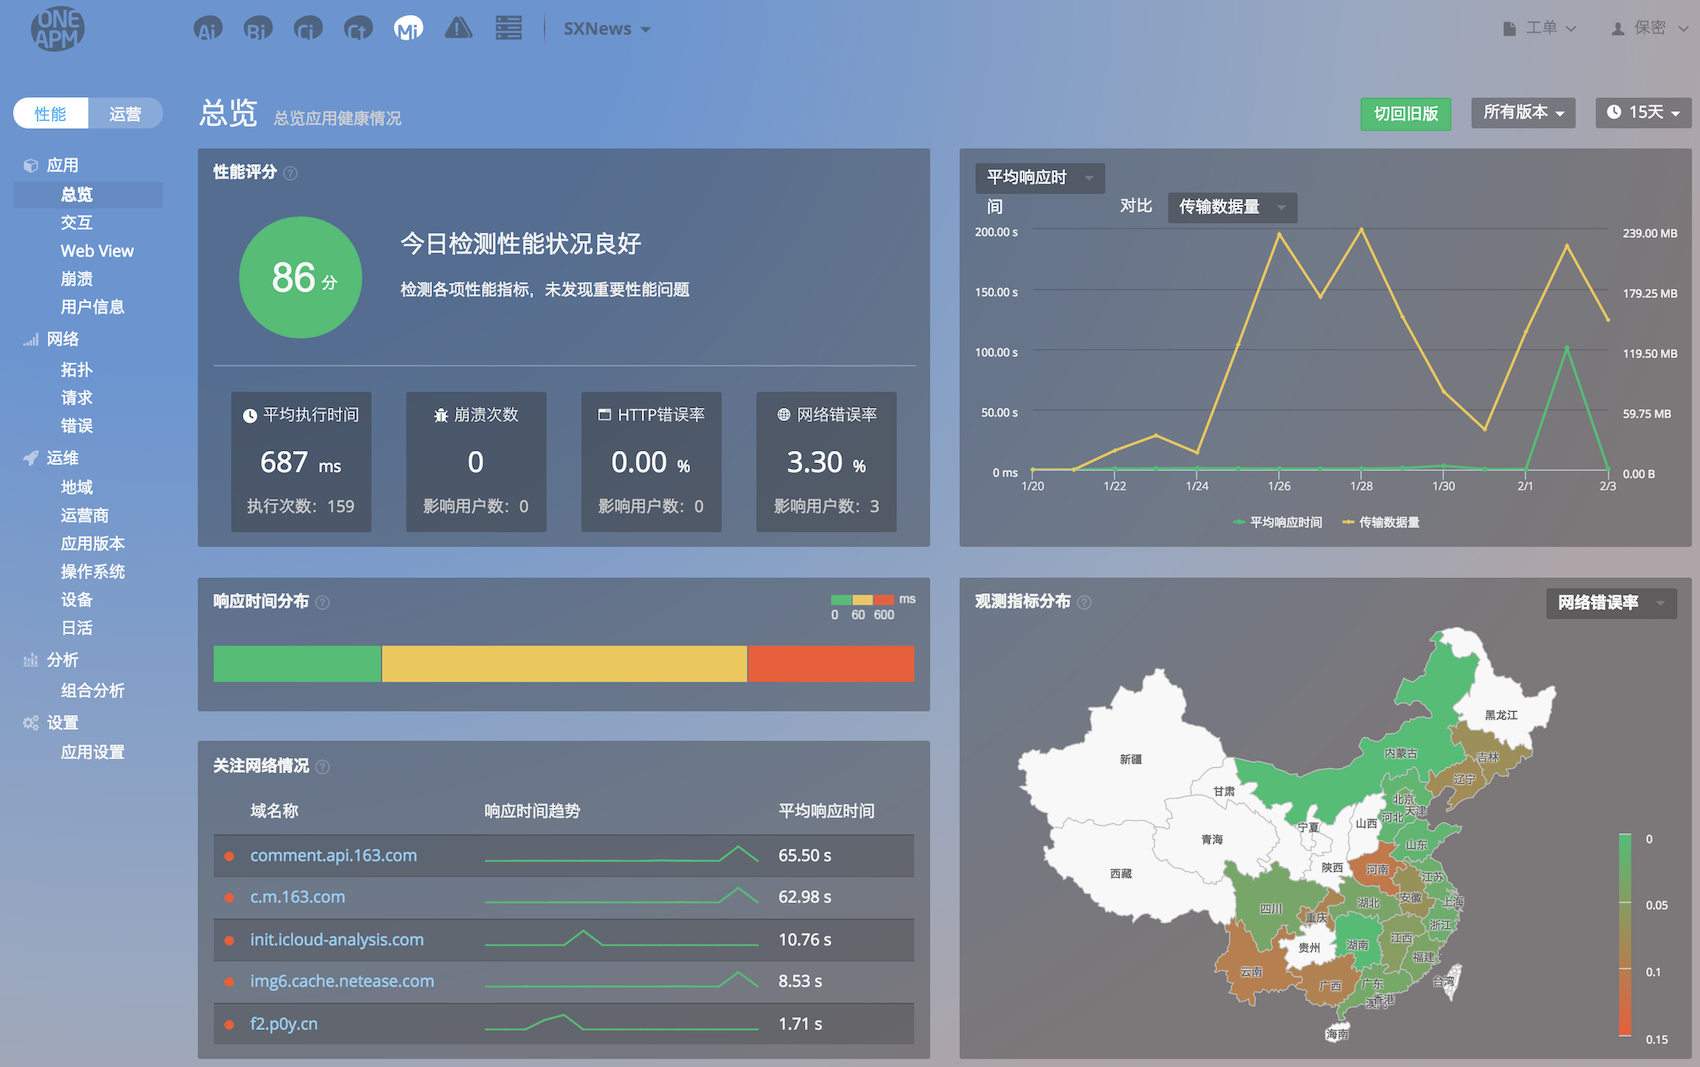 ONE
APM
Ai Bi Ci Ct Mi
SXNews
工单
保密
性能 运营
总览 总览应用健康情况
切回旧版 所有版本 15天
应用
总览
交互
Web View
崩溃
用户信息
网络
拓扑
请求
错误
运维
地域
运营商
应用版本
操作系统
设备
日活
分析
组合分析
设置
应用设置
性能评分 ?
86 分
今日检测性能状况良好
检测各项性能指标，未发现重要性能问题
平均执行时间
687 ms
执行次数：159
崩溃次数
0
影响用户数：0
HTTP错误率
0.00 %
影响用户数：0
网络错误率
3.30 %
影响用户数：3
平均响应时
间
对比 传输数据量
200.00 s
150.00 s
100.00 s
50.00 s
0 ms
239.00 MB
179.25 MB
119.50 MB
59.75 MB
0.00 B
1/20 1/22 1/24 1/26 1/28 1/30 2/1 2/3
平均响应时间 传输数据量
响应时间分布 ?
ms
0 60 600
关注网络情况 ?
域名称 响应时间趋势 平均响应时间
comment.api.163.com 65.50 s
c.m.163.com 62.98 s
init.icloud-analysis.com 10.76 s
img6.cache.netease.com 8.53 s
f2.p0y.cn 1.71 s
观测指标分布 ?
网络错误率
黑龙江
内蒙古
吉林
新疆
辽宁
甘肃
北京
天津
河北
宁夏
山西
青海
山东
陕西
河南
西藏
江苏
安徽
上海
四川
湖北
重庆
浙江
贵州
湖南
江西
福建
云南
广西
广东
台湾
香港
澳门
海南
0
0.05
0.1
0.15